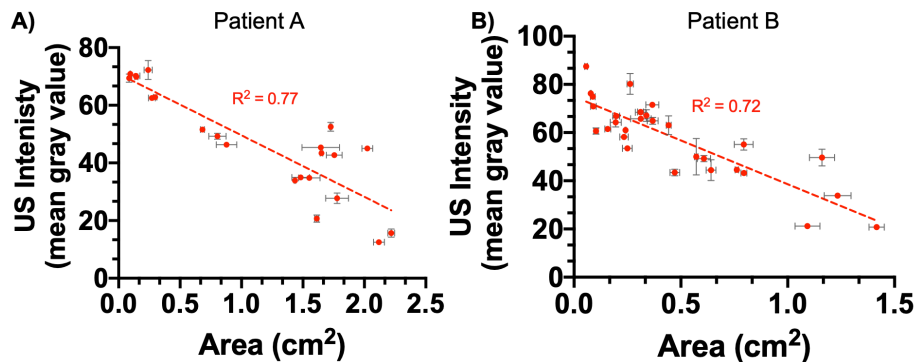 A)
Patient A
US Intenisty
(mean gray value)
80
60
40
20
0
R² = 0.77
0.0 0.5 1.0 1.5 2.0 2.5
Area (cm²)
B)
Patient B
US Intensity
(mean gray value)
100
80
60
40
20
0
R² = 0.72
0.0 0.5 1.0 1.5
Area (cm²)